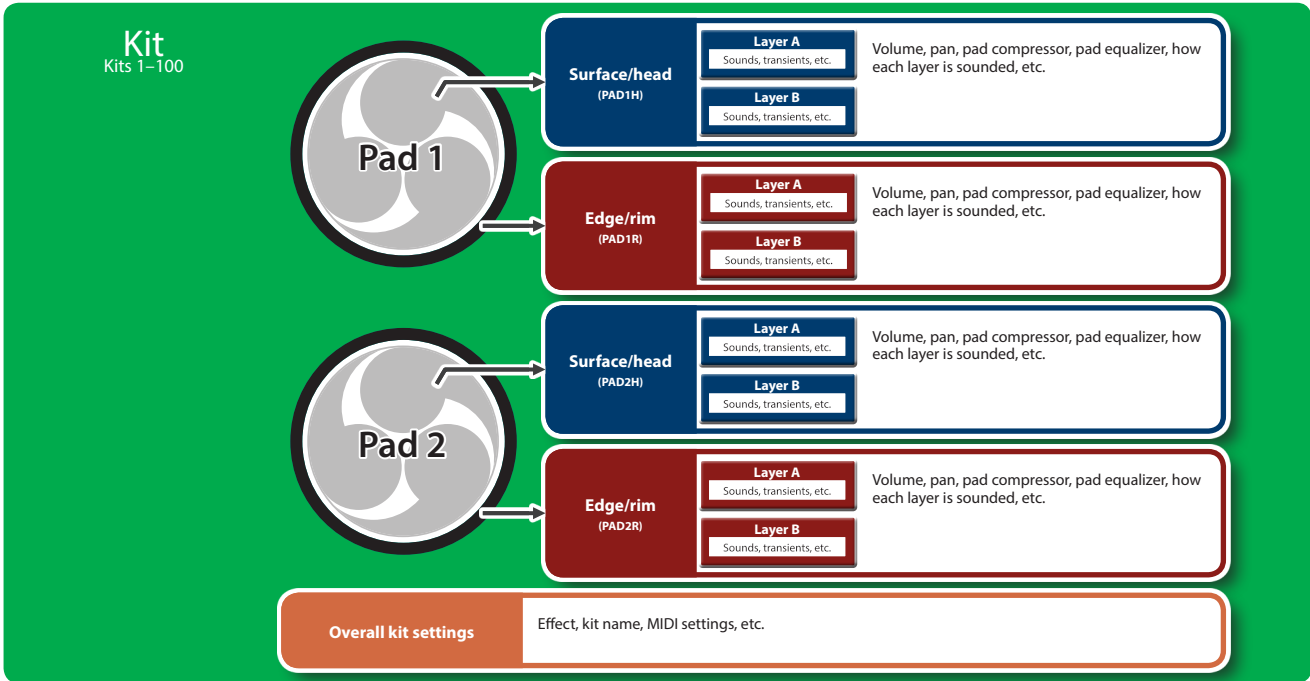 Kit
Kits 1–100
Pad 1
Surface/head
(PAD1H)
Layer A
Sounds, transients, etc.
Layer B
Sounds, transients, etc.
Volume, pan, pad compressor, pad equalizer, how
each layer is sounded, etc.
Edge/rim
(PAD1R)
Layer A
Sounds, transients, etc.
Layer B
Sounds, transients, etc.
Volume, pan, pad compressor, pad equalizer, how
each layer is sounded, etc.
Pad 2
Surface/head
(PAD2H)
Layer A
Sounds, transients, etc.
Layer B
Sounds, transients, etc.
Volume, pan, pad compressor, pad equalizer, how
each layer is sounded, etc.
Edge/rim
(PAD2R)
Layer A
Sounds, transients, etc.
Layer B
Sounds, transients, etc.
Volume, pan, pad compressor, pad equalizer, how
each layer is sounded, etc.
Overall kit settings
Effect, kit name, MIDI settings, etc.